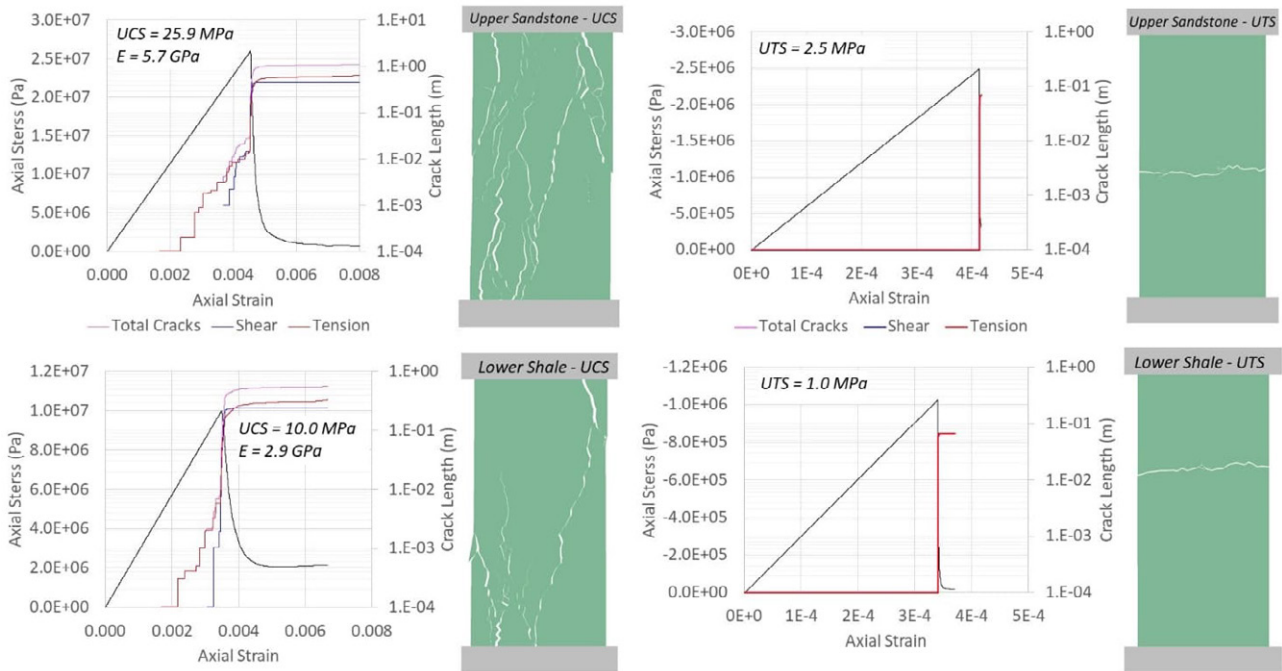 UCS = 25.9 MPa
E = 5.7 GPa
Axial Sterss (Pa)
3.0E+07
2.5E+07
2.0E+07
1.5E+07
1.0E+07
5.0E+06
0.0E+00
1.E+01
1.E+00
1.E-01
1.E-02
1.E-03
1.E-04
Crack Length (m)
0.000 0.002 0.004 0.006 0.008
Axial Strain
Total Cracks Shear Tension
Upper Sandstone - UCS
UTS = 2.5 MPa
Axial Sterss (Pa)
-3.0E+06
-2.5E+06
-2.0E+06
-1.5E+06
-1.0E+06
-5.0E+05
0.0E+00
1.E+00
1.E-01
1.E-02
1.E-03
1.E-04
Crack Length (m)
0E+0 1E-4 2E-4 3E-4 4E-4 5E-4
Axial Strain
Total Cracks Shear Tension
Upper Sandstone - UTS
UCS = 10.0 MPa
E = 2.9 GPa
Axial Sterss (Pa)
1.2E+07
1.0E+07
8.0E+06
6.0E+06
4.0E+06
2.0E+06
0.0E+00
1.E+00
1.E-01
1.E-02
1.E-03
1.E-04
Crack Length (m)
0.000 0.002 0.004 0.006 0.008
Axial Strain
Lower Shale - UCS
UTS = 1.0 MPa
Axial Sterss (Pa)
-1.2E+06
-1.0E+06
-8.0E+05
-6.0E+05
-4.0E+05
-2.0E+05
0.0E+00
1.E+00
1.E-01
1.E-02
1.E-03
1.E-04
Crack Length (m)
0E+0 1E-4 2E-4 3E-4 4E-4 5E-4
Axial Strain
Lower Shale - UTS